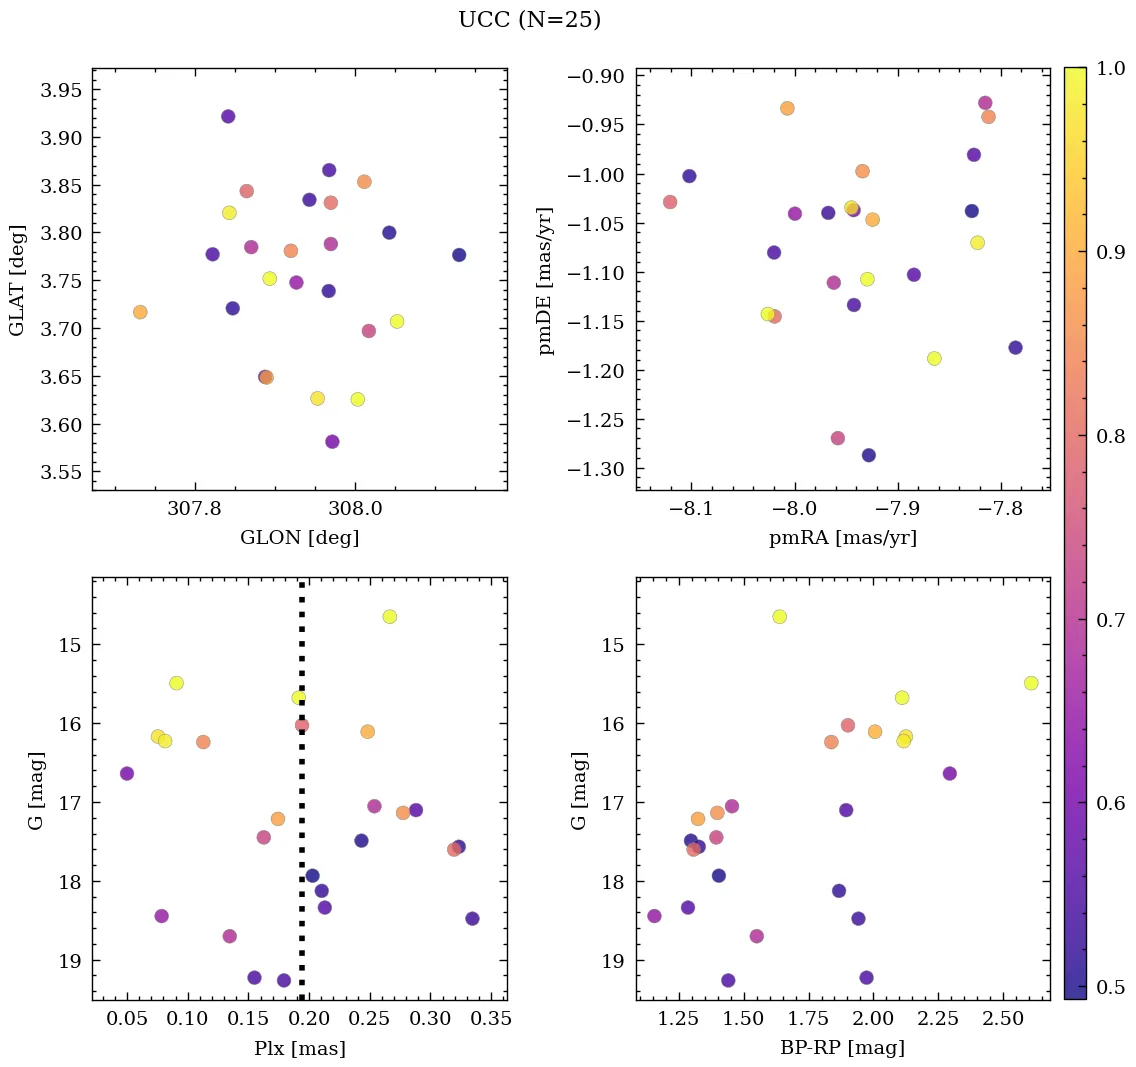 UCC (N=25)
3.95
3.90
3.85
3.80
3.75
3.70
3.65
3.60
3.55
GLAT [deg]
307.8 308.0
GLON [deg]
−0.90
−0.95
−1.00
−1.05
−1.10
−1.15
−1.20
−1.25
−1.30
pmDE [mas/yr]
−8.1 −8.0 −7.9 −7.8
pmRA [mas/yr]
15
16
17
18
19
G [mag]
0.05 0.10 0.15 0.20 0.25 0.30 0.35
Plx [mas]
15
16
17
18
19
G [mag]
1.25 1.50 1.75 2.00 2.25 2.50
BP-RP [mag]
1.0
0.9
0.8
0.7
0.6
0.5